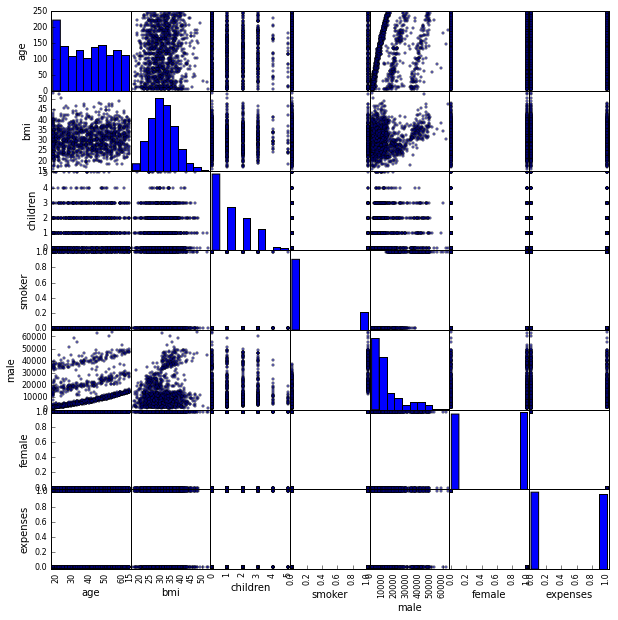 age
250
200
150
100
50
0
bmi
50
45
40
35
30
25
20
15
children
5
4
3
2
1
0
smoker
1.0
0.8
0.6
0.4
0.2
0.0
male
60000
50000
40000
30000
20000
10000
0
female
1.0
0.8
0.6
0.4
0.2
0.0
expenses
1.0
0.8
0.6
0.4
0.2
0.0
20 30 40 50 60
15 20 25 30 35 40 45 50
0 1 2 3 4 5
0.0 0.2 0.4 0.6 0.8 1.0
0 10000 20000 30000 40000 50000 60000
0.0 0.2 0.4 0.6 0.8 1.0
0.0 0.2 0.4 0.6 0.8 1.0
age
bmi
children
smoker
male
female
expenses